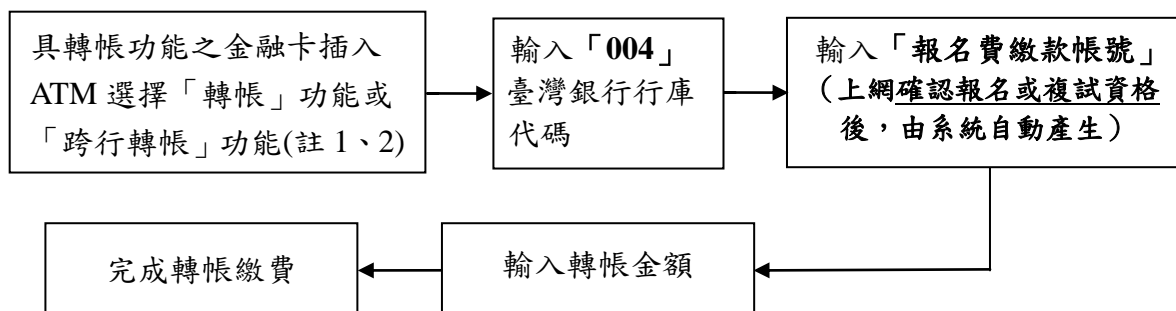 具轉帳功能之金融卡插入
ATM 選擇「轉帳」功能或
「跨行轉帳」功能(註 1、2)
輸入「004」
臺灣銀行行庫
代碼
輸入「報名費繳款帳號」
（上網確認報名或複試資格
後，由系統自動產生）
輸入轉帳金額
完成轉帳繳費